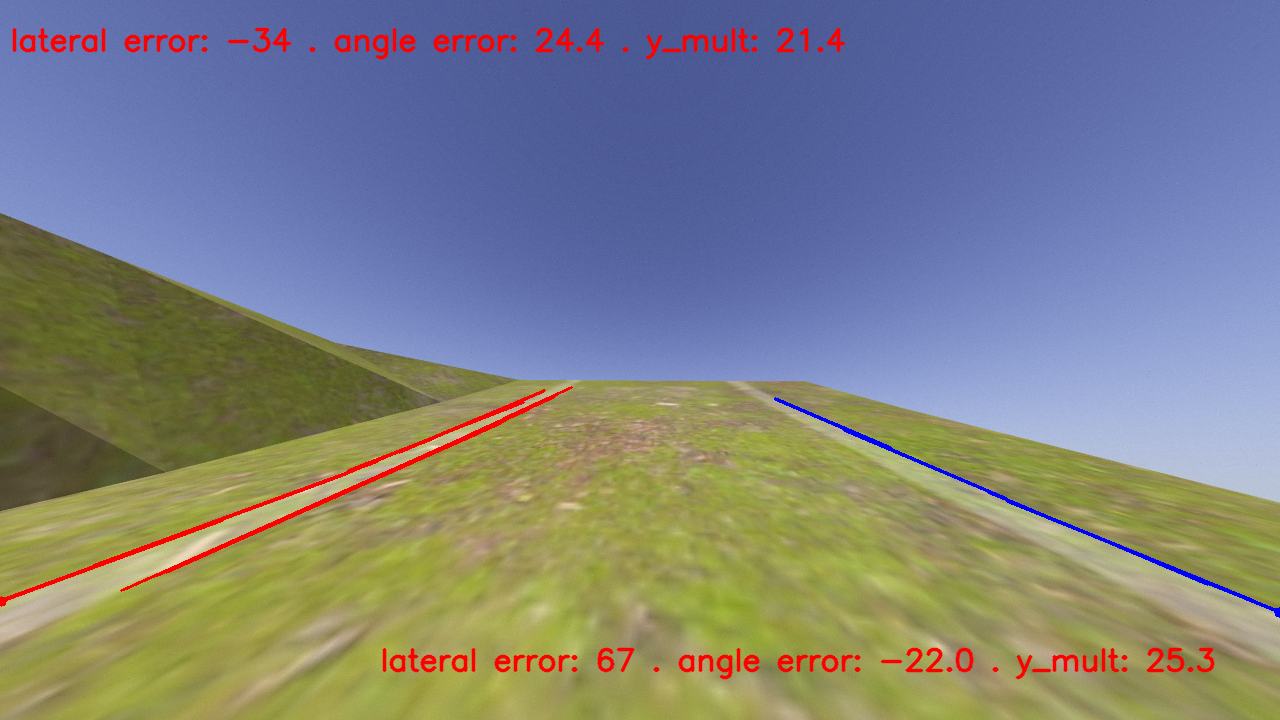 lateral error: -34 . angle error: 24.4 . y_mult: 21.4
lateral error: 67 . angle error: -22.0 . y_mult: 25.3